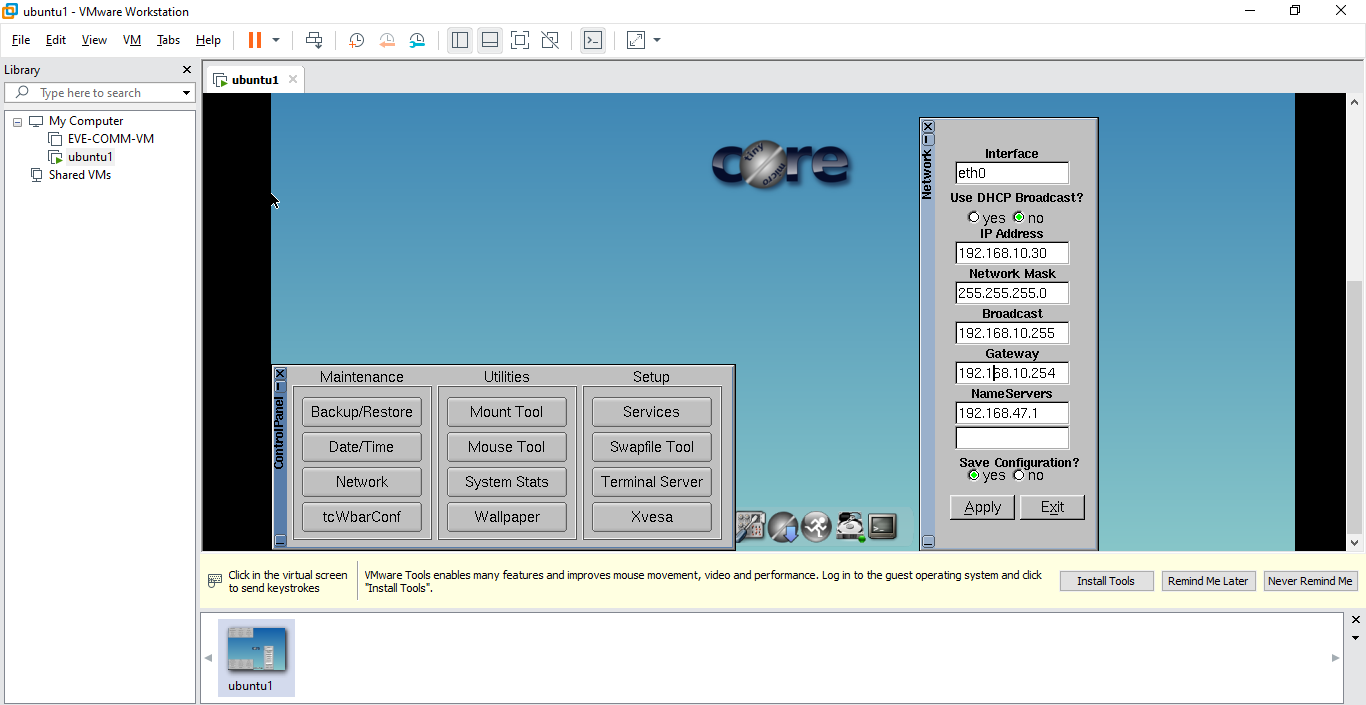 ubuntu1 - VMware Workstation
File Edit View VM Tabs Help
Library
Type here to search
My Computer
EVE-COMM-VM
ubuntu1
Shared VMs
ubuntu1
core
tiny
micro
Network
Interface
eth0
Use DHCP Broadcast?
yes no
IP Address
192.168.10.30
Network Mask
255.255.255.0
Broadcast
192.168.10.255
Gateway
192.168.10.254
NameServers
192.168.47.1
Save Configuration?
yes no
Apply Exit
ControlPanel
Maintenance Utilities Setup
Backup/Restore Mount Tool Services
Date/Time Mouse Tool Swapfile Tool
Network System Stats Terminal Server
tcWbarConf Wallpaper Xvesa
Click in the virtual screen
to send keystrokes
VMware Tools enables many features and improves mouse movement, video and performance. Log in to the guest operating system and click
"Install Tools".
Install Tools Remind Me Later Never Remind Me
ubuntu1